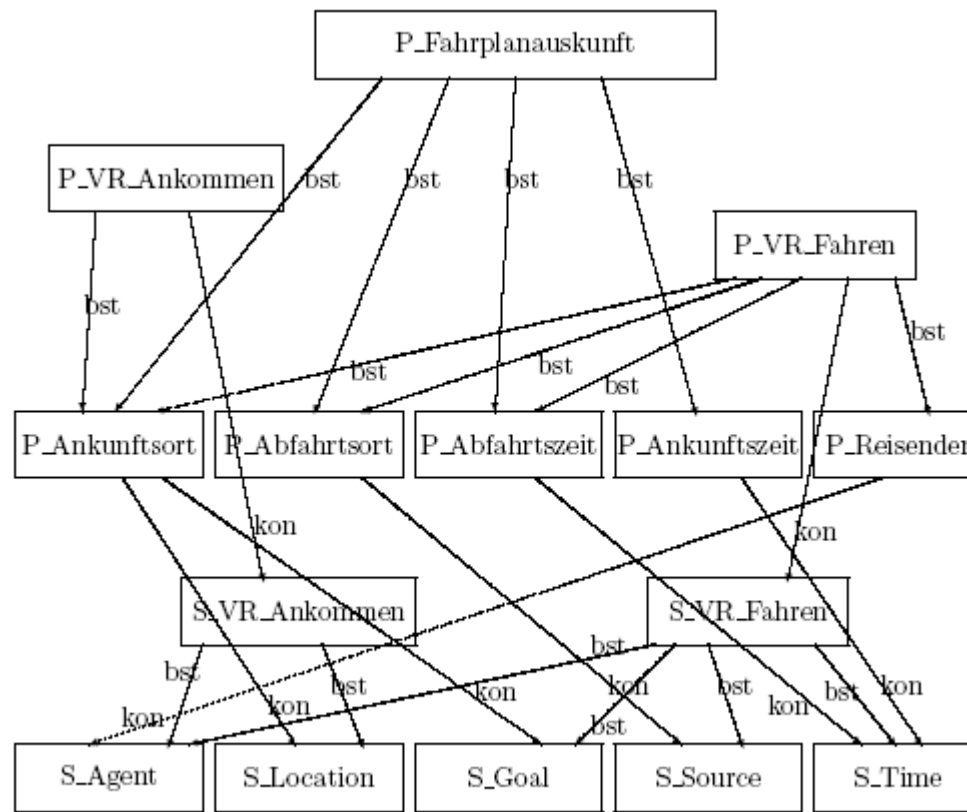 P_Fahrplanauskunft
P_VR_Ankommen
bst
bst
bst
bst
P_VR_Fahren
bst
bst
bst
bst
bst
P_Ankunftsort
P_Abfahrtsort
P_Abfahrtszeit
P_Ankunftszeit
P_Reisender
kon
kon
S_VR_Ankommen
S_VR_Fahren
bst
bst
bst
bst
bst
kon
kon
kon
kon
kon
kon
bst
S_Agent
S_Location
S_Goal
S_Source
S_Time